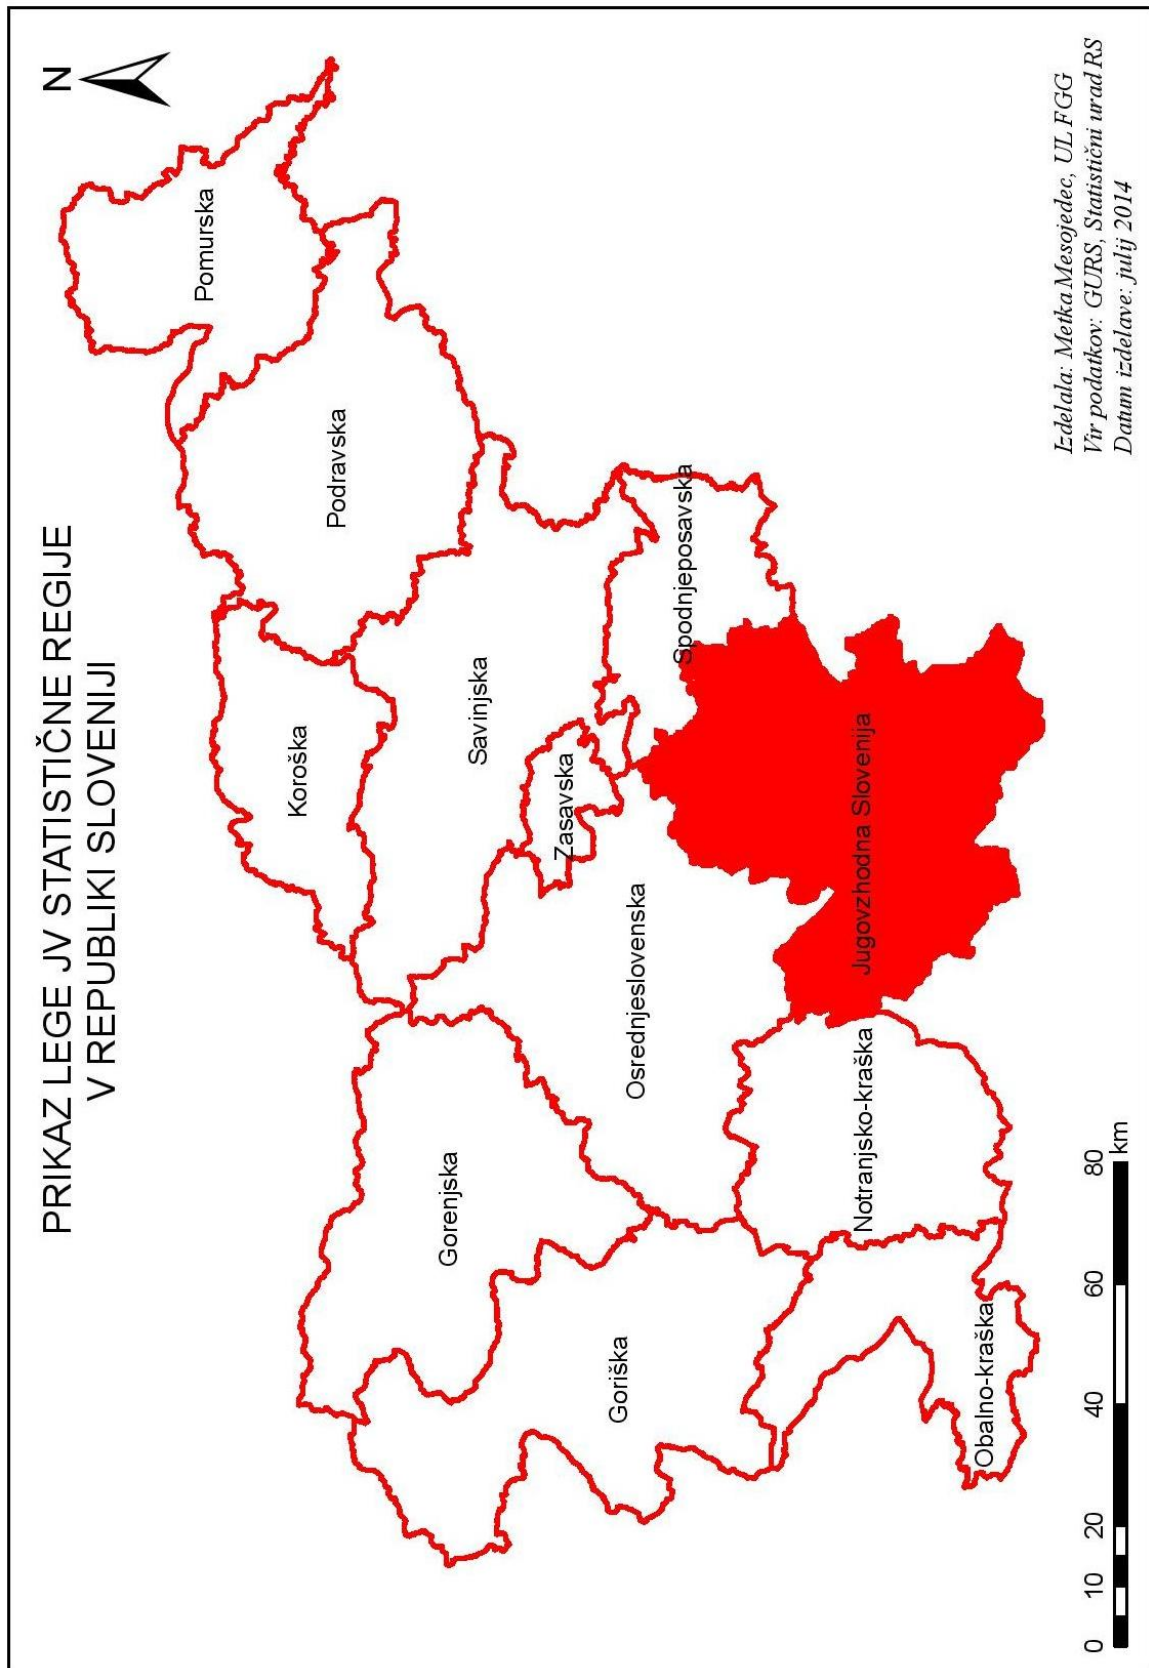 PRIKAZ LEGE JV STATISTIČNE REGIJE
V REPUBLIKI SLOVENIJI
N
Pomurska
Podravska
Koroška
Savinjska
Zasavska
Spodnjeposavska
Gorenjska
Osrednjeslovenska
Goriška
Jugovzhodna Slovenija
Notranjsko-kraška
Obalno-kraška
0 10 20 40 60 80
km
Izdelala: Metka Mesojedec, UL FGG
Vir podatkov: GURS, Statistični urad RS
Datum izdelave: julij 2014